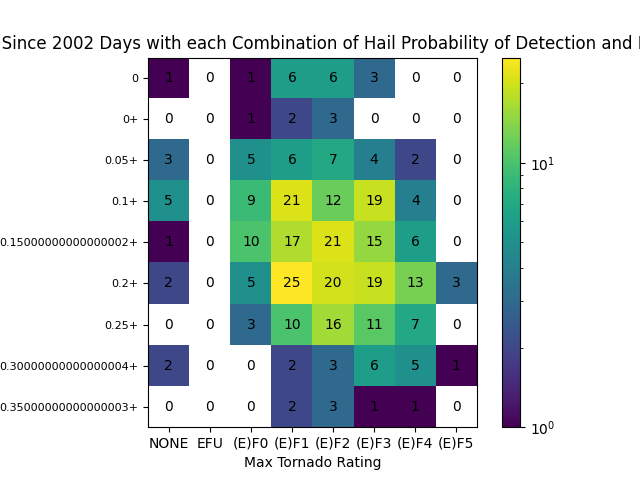 Since 2002 Days with each Combination of Hail Probability of Detection and
0 1 0 1 6 6 3 0 0
0+ 0 0 1 2 3 0 0 0
0.05+ 3 0 5 6 7 4 2 0
0.1+ 5 0 9 21 12 19 4 0
0.15000000000000002+ 1 0 10 17 21 15 6 0
0.2+ 2 0 5 25 20 19 13 3
0.25+ 0 0 3 10 16 11 7 0
0.30000000000000004+ 2 0 0 2 3 6 5 1
0.35000000000000003+ 0 0 0 2 3 1 1 0
NONE EFU (E)F0 (E)F1 (E)F2 (E)F3 (E)F4 (E)F5
Max Tornado Rating
10¹
10⁰